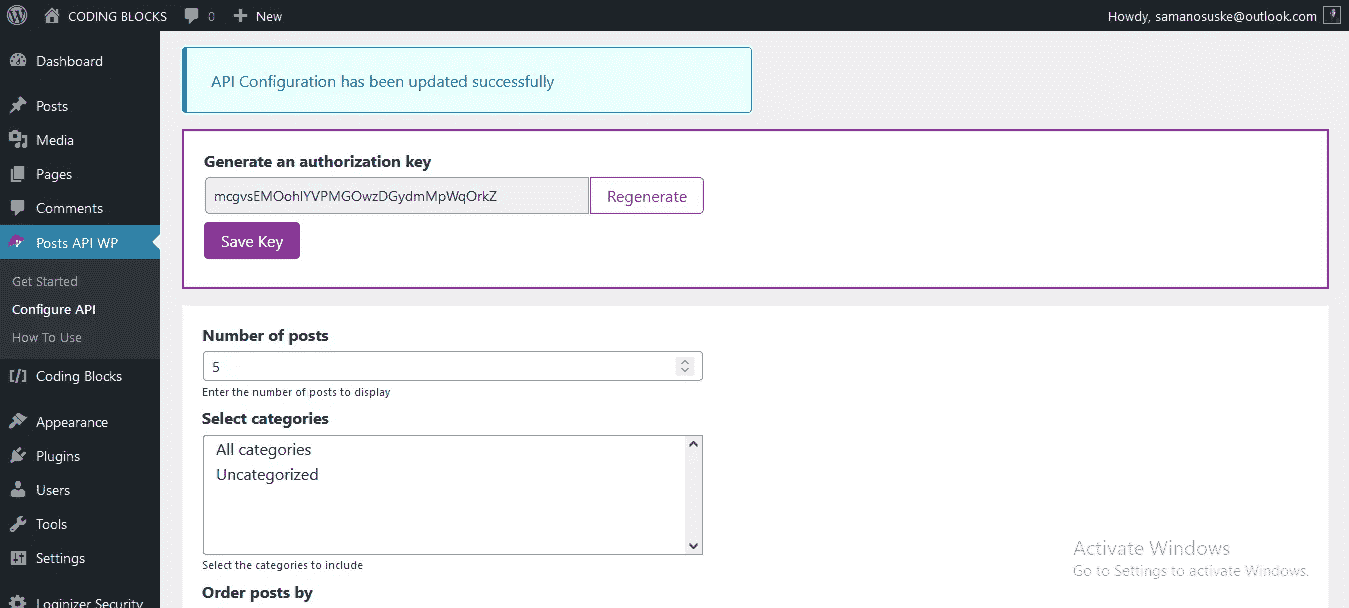 CODING BLOCKS 0 New Howdy, samanosuske@outlook.com
Dashboard
Posts
Media
Pages
Comments
Posts API WP
Get Started
Configure API
How To Use
Coding Blocks
Appearance
Plugins
Users
Tools
Settings
Loginizer Security
API Configuration has been updated successfully
Generate an authorization key
mcgvsEMOohlYVPMGOwzDGydmMpWqOrkZ Regenerate
Save Key
Number of posts
5
Enter the number of posts to display
Select categories
All categories
Uncategorized
Select the categories to include
Order posts by
Activate Windows
Go to Settings to activate Windows.